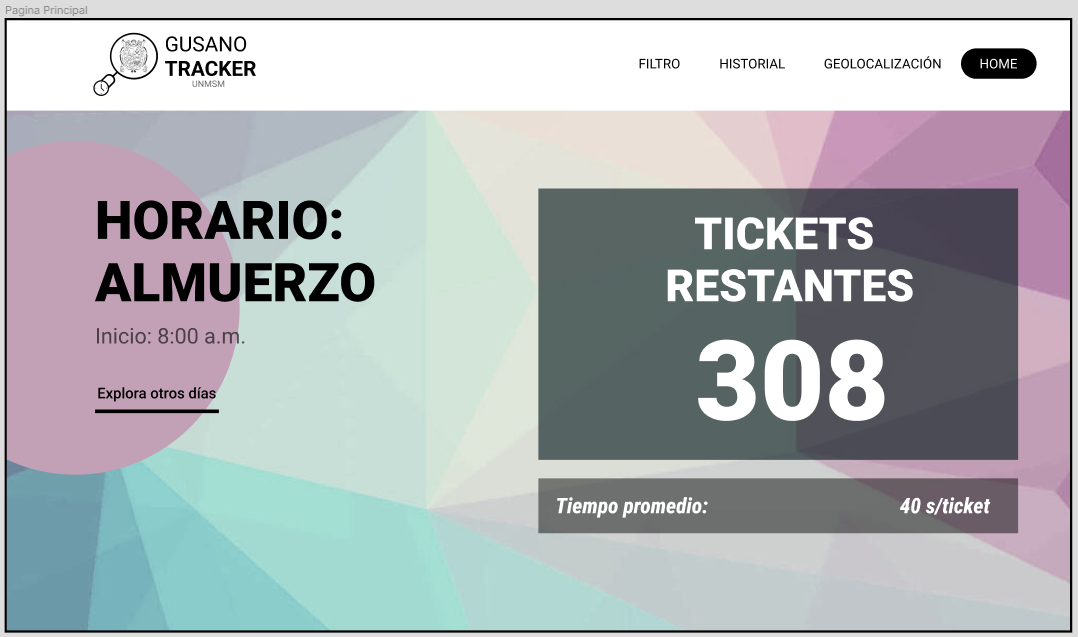 Pagina Principal
GUSANO
TRACKER
UNMSM
FILTRO
HISTORIAL
GEOLOCALIZACIÓN
HOME
HORARIO:
ALMUERZO
Inicio: 8:00 a.m.
Explora otros días
TICKETS
RESTANTES
308
Tiempo promedio: 40 s/ticket